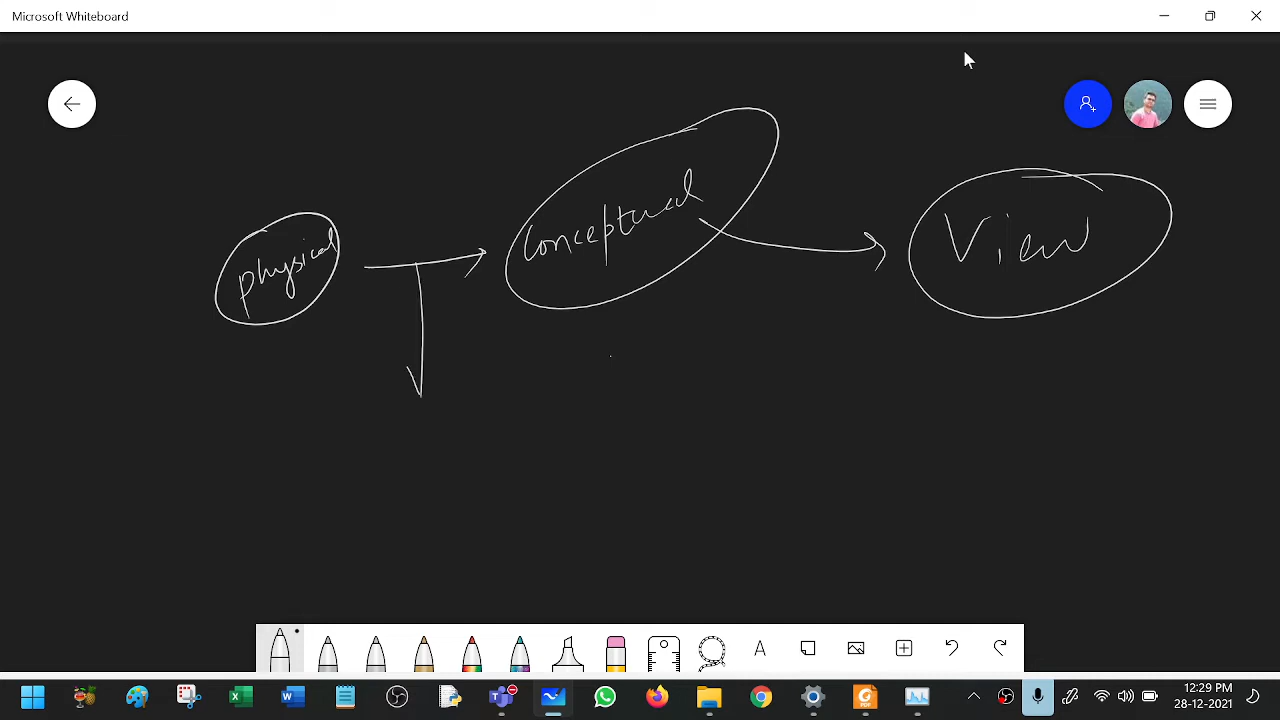 Microsoft Whiteboard
physical
Conceptual
View
A
12:29 PM
28-12-2021